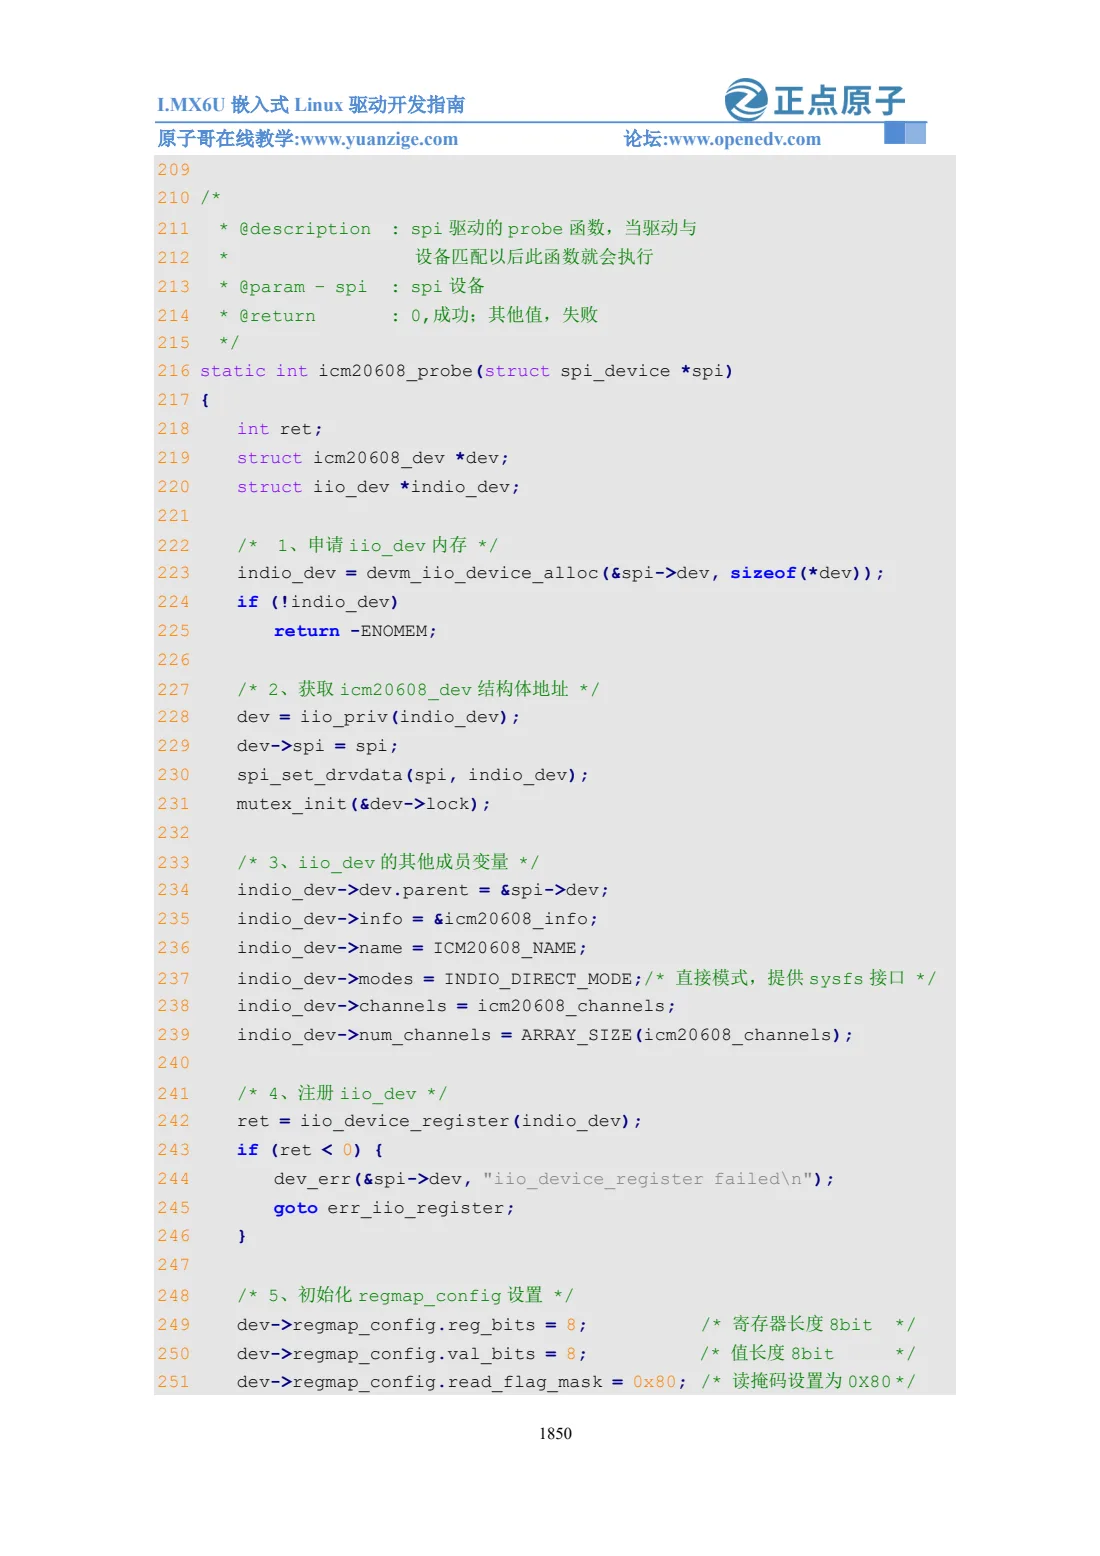 I.MX6U 嵌入式 Linux 驱动开发指南
正点原子
原子哥在线教学:www.yuanzige.com 论坛:www.openedv.com
209
210 /*
211  * @description  : spi 驱动的 probe 函数，当驱动与
212  *                 设备匹配以后此函数就会执行
213  * @param – spi  : spi 设备
214  * @return       : 0,成功；其他值，失败
215  */
216 static int icm20608_probe(struct spi_device *spi)
217 {
218     int ret;
219     struct icm20608_dev *dev;
220     struct iio_dev *indio_dev;
221
222     /*  1、申请 iio_dev 内存 */
223     indio_dev = devm_iio_device_alloc(&spi->dev, sizeof(*dev));
224     if (!indio_dev)
225         return -ENOMEM;
226
227     /* 2、获取 icm20608_dev 结构体地址 */
228     dev = iio_priv(indio_dev);
229     dev->spi = spi;
230     spi_set_drvdata(spi, indio_dev);
231     mutex_init(&dev->lock);
232
233     /* 3、iio_dev 的其他成员变量 */
234     indio_dev->dev.parent = &spi->dev;
235     indio_dev->info = &icm20608_info;
236     indio_dev->name = ICM20608_NAME;
237     indio_dev->modes = INDIO_DIRECT_MODE;/* 直接模式，提供 sysfs 接口 */
238     indio_dev->channels = icm20608_channels;
239     indio_dev->num_channels = ARRAY_SIZE(icm20608_channels);
240
241     /* 4、注册 iio_dev */
242     ret = iio_device_register(indio_dev);
243     if (ret < 0) {
244         dev_err(&spi->dev, "iio_device_register failed\n");
245         goto err_iio_register;
246     }
247
248     /* 5、初始化 regmap_config 设置 */
249     dev->regmap_config.reg_bits = 8;            /* 寄存器长度 8bit  */
250     dev->regmap_config.val_bits = 8;            /* 值长度 8bit      */
251     dev->regmap_config.read_flag_mask = 0x80; /* 读掩码设置为 0X80 */
1850